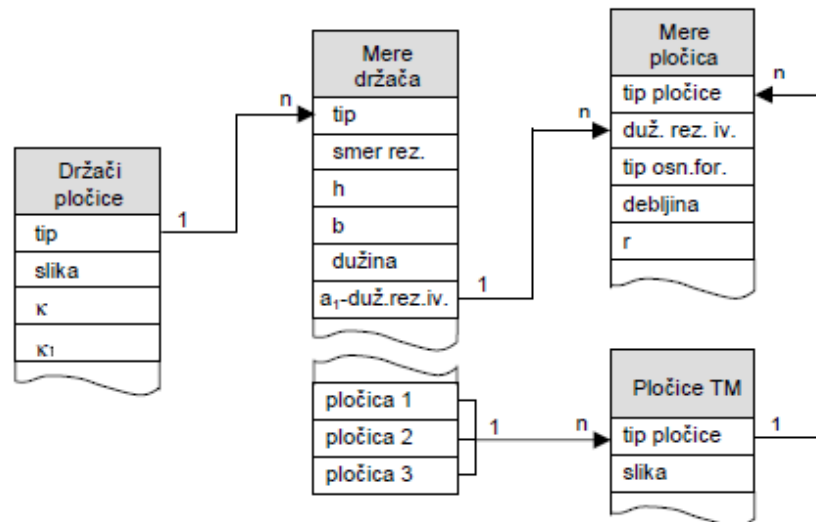 Držači
pločice
tip
slika
κ
κ1
1
n
Mere
držača
tip
smer rez.
h
b
dužina
a1-duž.rez.iv.
pločica 1
pločica 2
pločica 3
1
n
1
n
Mere
pločica
tip pločice
duž. rez. iv.
tip osn.for.
debljina
r
n
Pločice TM
tip pločice
slika
1